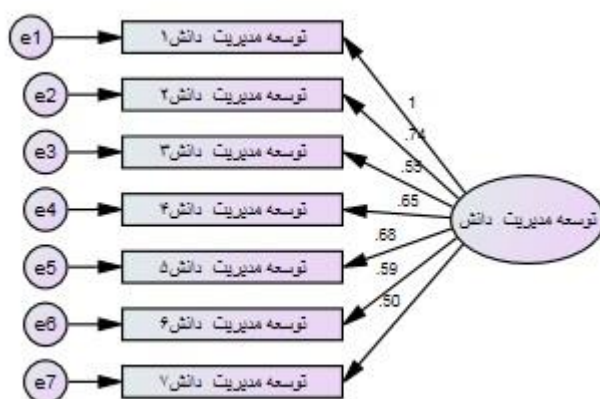 e1
توسعه مدیریت دانش۱
e2
توسعه مدیریت دانش۲
e3
توسعه مدیریت دانش۳
e4
توسعه مدیریت دانش۴
e5
توسعه مدیریت دانش۵
e6
توسعه مدیریت دانش۶
e7
توسعه مدیریت دانش۷
1
.74
.55
.65
.68
.59
.50
توسعه مدیریت دانش